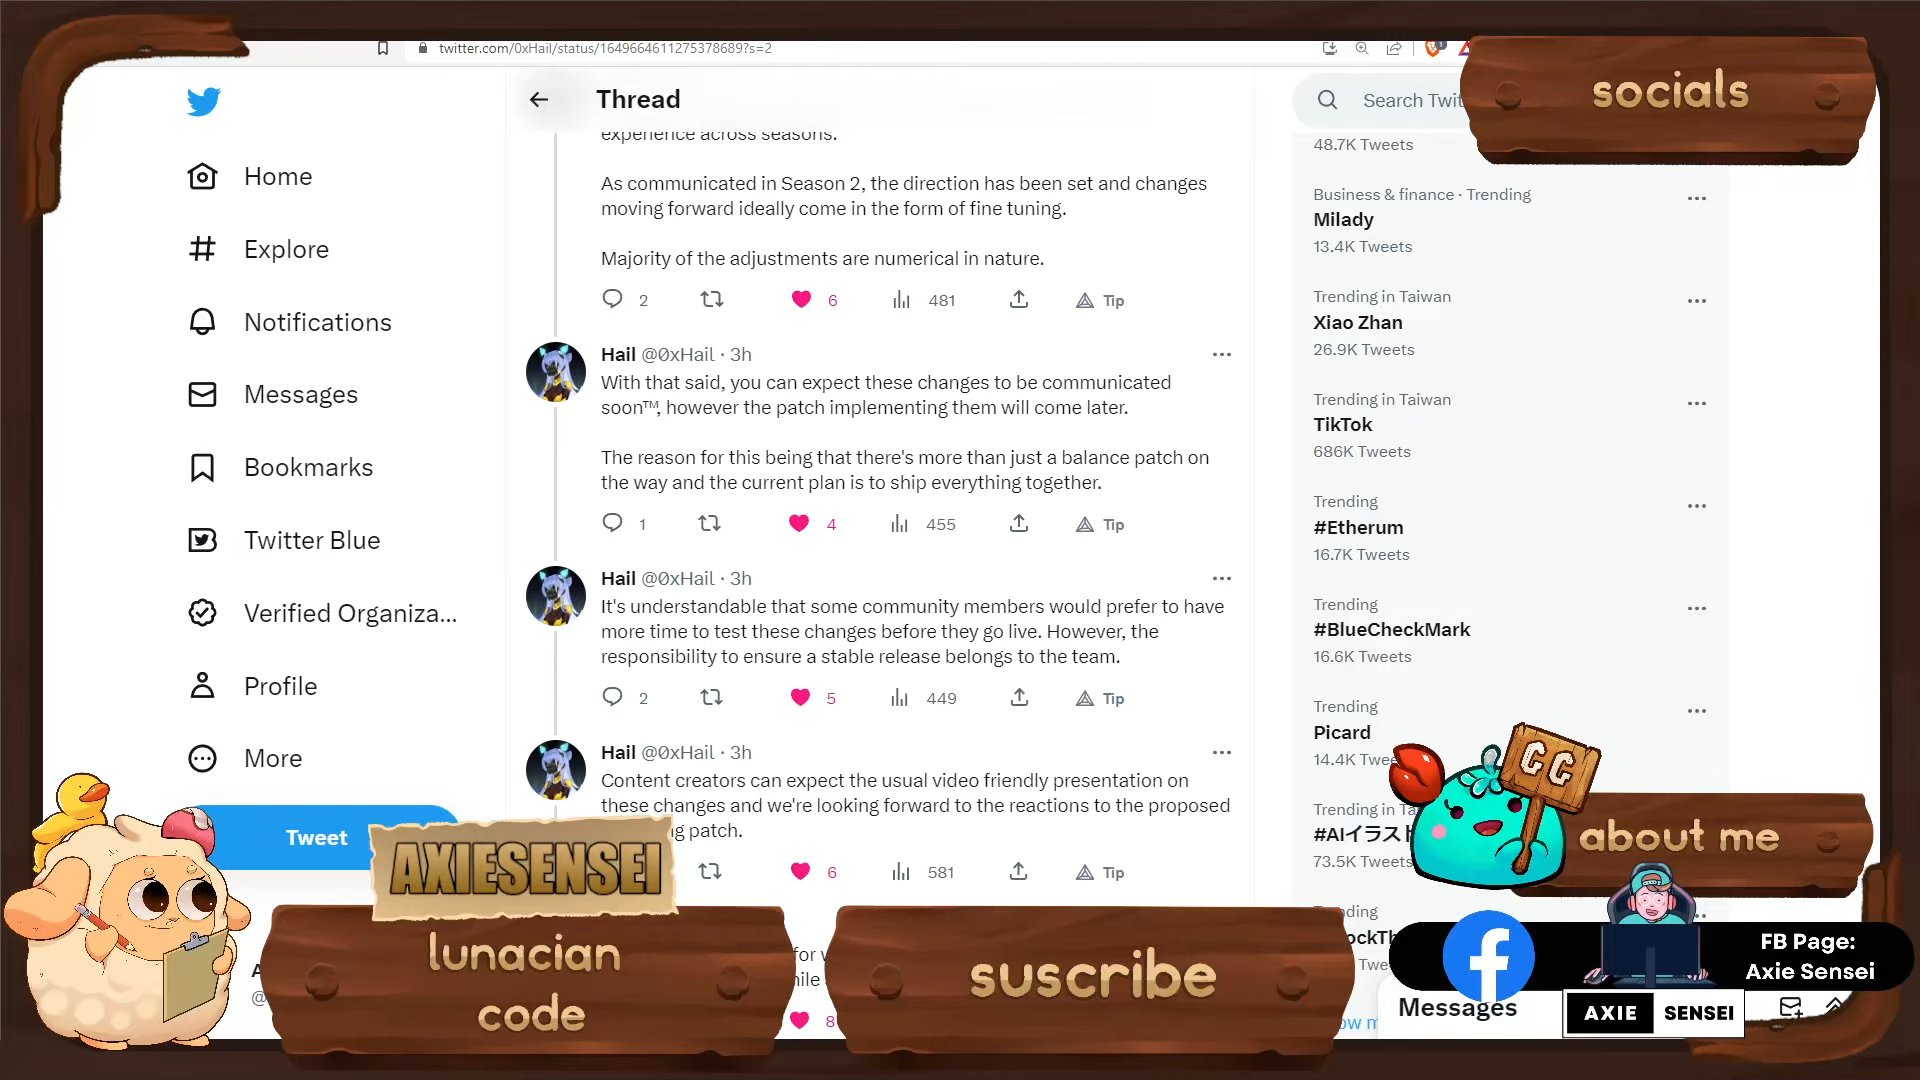 twitter.com/0xHail/status/1649664611275378689?s=2
Home
Explore
Notifications
Messages
Bookmarks
Twitter Blue
Verified Organiza...
Profile
More
Tweet
Thread
experience across seasons.
As communicated in Season 2, the direction has been set and changes
moving forward ideally come in the form of fine tuning.
Majority of the adjustments are numerical in nature.
2 6 481 Tip
Hail @0xHail · 3h
With that said, you can expect these changes to be communicated
soon™, however the patch implementing them will come later.
The reason for this being that there's more than just a balance patch on
the way and the current plan is to ship everything together.
1 4 455 Tip
Hail @0xHail · 3h
It's understandable that some community members would prefer to have
more time to test these changes before they go live. However, the
responsibility to ensure a stable release belongs to the team.
2 5 449 Tip
Hail @0xHail · 3h
Content creators can expect the usual video friendly presentation on
these changes and we're looking forward to the reactions to the proposed
patch.
6 581 Tip
for
8
Search
48.7K Tweets
Business & finance · Trending
Milady
13.4K Tweets
Trending in Taiwan
Xiao Zhan
26.9K Tweets
Trending in Taiwan
TikTok
686K Tweets
Trending
#Etherum
16.7K Tweets
Trending
#BlueCheckMark
16.6K Tweets
Trending
Picard
14.4K
Trending in
#AIイラスト
73.5K Tweets
Messages
socials
CC
about me
FB Page:
Axie Sensei
AXIE SENSEI
AXIESENSEI
lunacian
code
suscribe